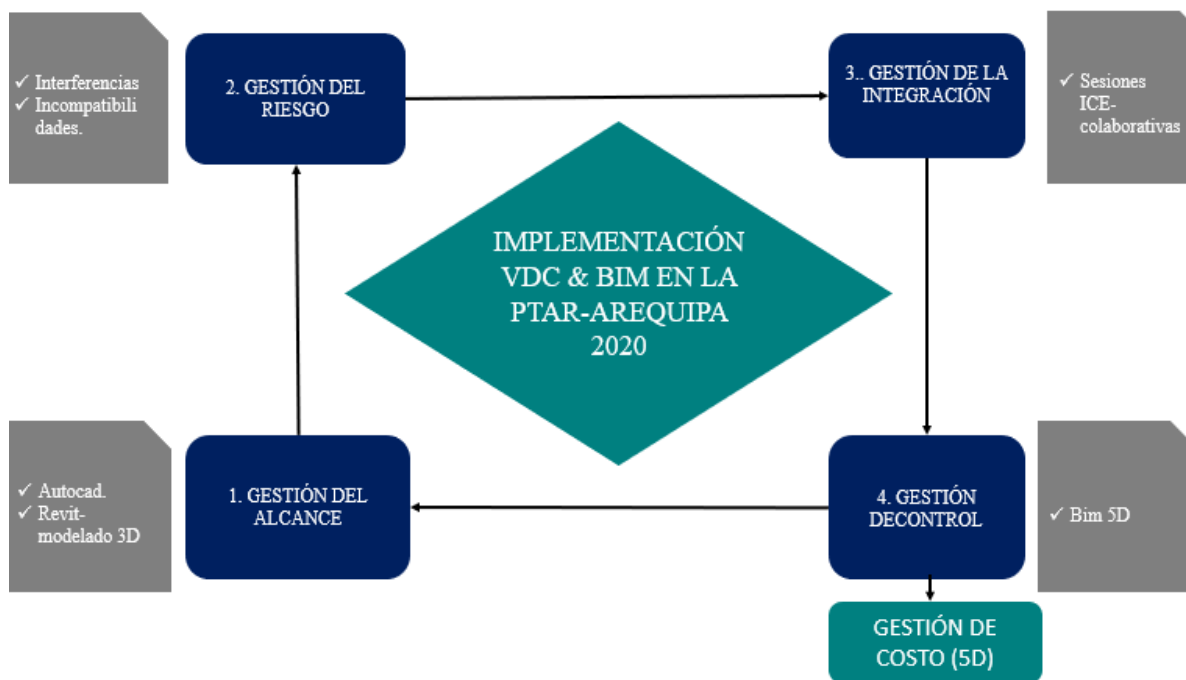 ✓ Interferencias
✓ Incompatibili
dades.
2. GESTIÓN DEL
RIESGO
3.. GESTIÓN DE LA
INTEGRACIÓN
✓ Sesiones
ICE-
colaborativas
IMPLEMENTACIÓN
VDC & BIM EN LA
PTAR-AREQUIPA
2020
✓ Autocad.
✓ Revit-
modelado 3D
1. GESTIÓN DEL
ALCANCE
4. GESTIÓN
DECONTROL
✓ Bim 5D
GESTIÓN DE
COSTO (5D)